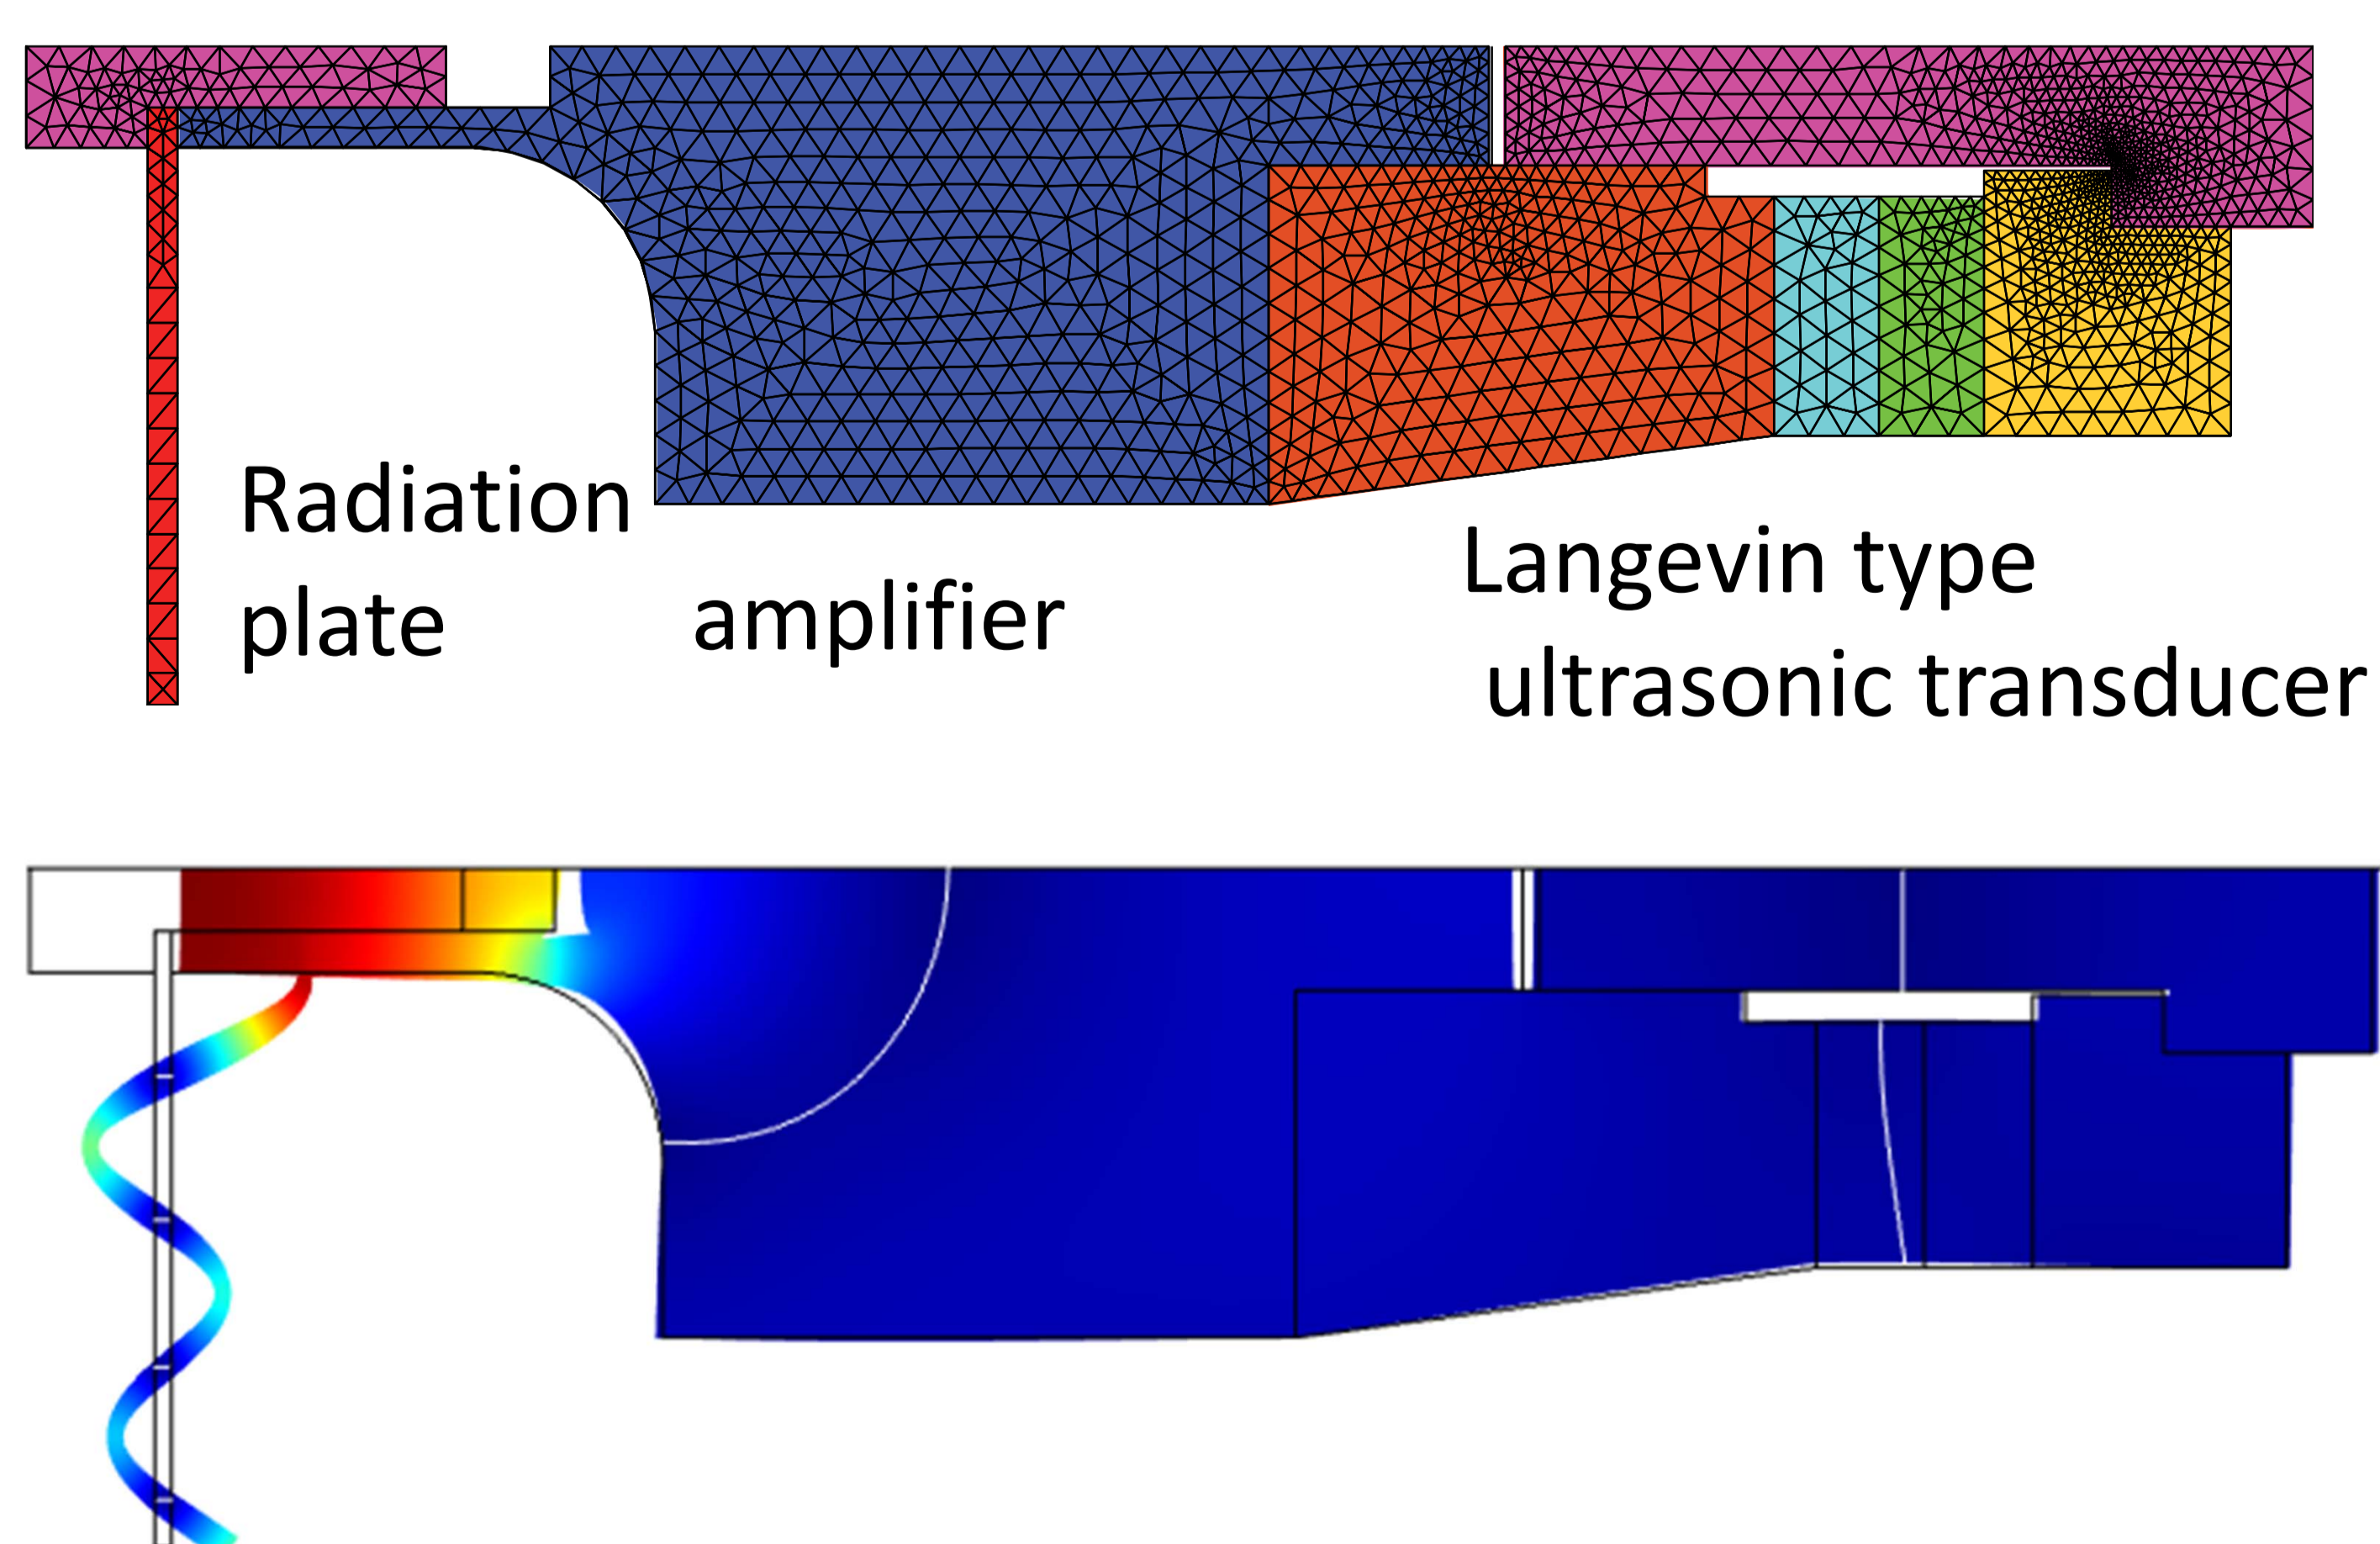 Radiation
plate
amplifier
Langevin type
ultrasonic transducer